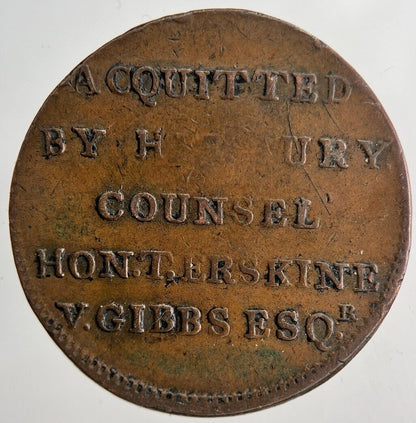 ACQUITTED
BY
COUNSEL
HON: T. ERSKINE
V. GIBBS ESQ.R